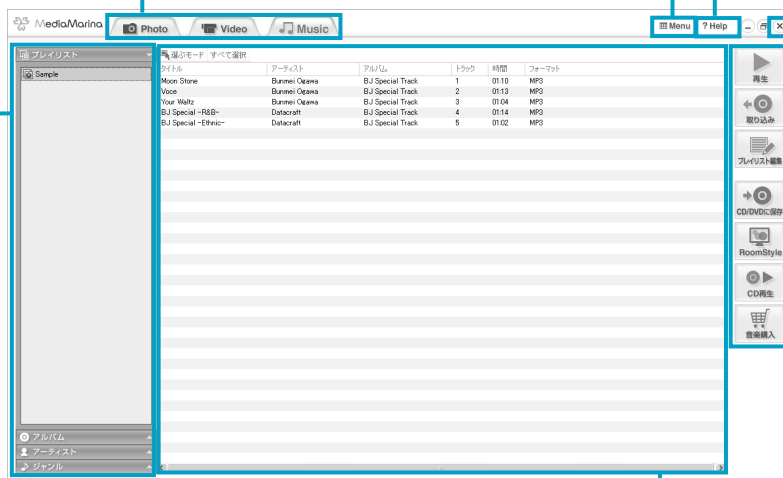 MediaMarina
Photo
Video
Music
Menu
? Help
プレイリスト
Sample
アルバム
アーティスト
ジャンル
選ぶモード すべて選択
タイトル アーティスト アルバム トラック 時間 フォーマット
Moon Stone Bunmei Ogawa BJ Special Track 1 01:10 MP3
Voce Bunmei Ogawa BJ Special Track 2 01:13 MP3
Your Waltz Bunmei Ogawa BJ Special Track 3 01:04 MP3
BJ Special -R&B- Datacraft BJ Special Track 4 01:14 MP3
BJ Special -Ethnic- Datacraft BJ Special Track 5 01:02 MP3
再生
取り込み
プレイリスト編集
CD/DVDに保存
RoomStyle
CD再生
音楽購入